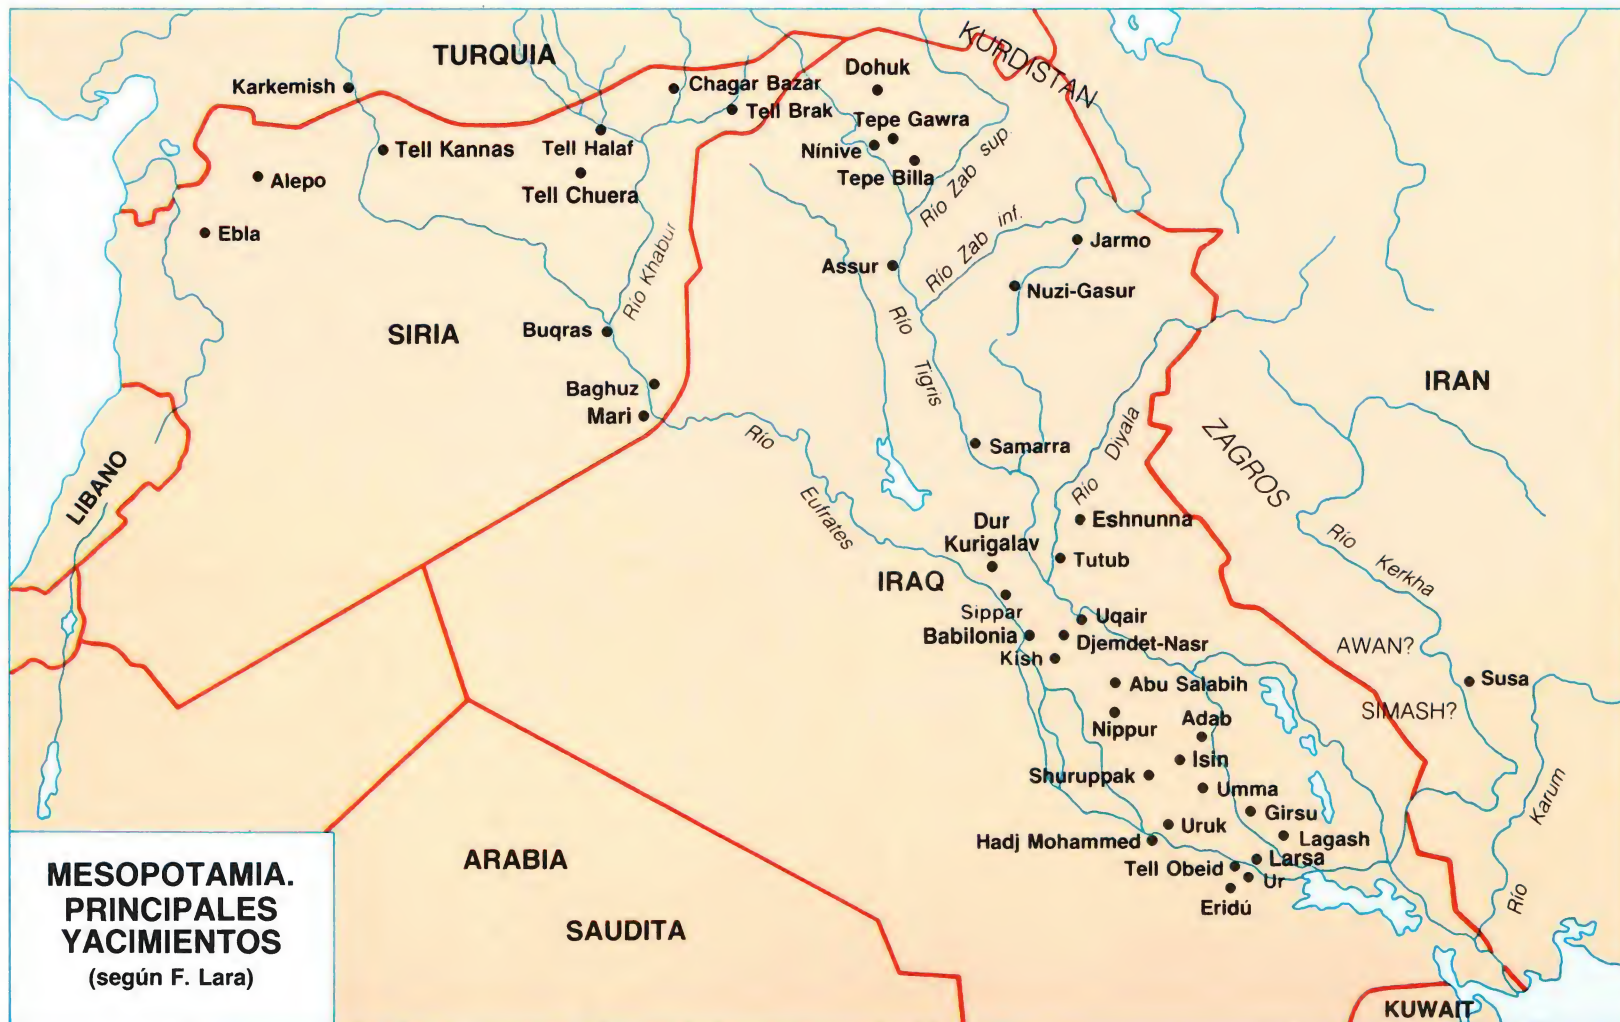 TURQUIA
KURDISTAN
Karkemish
Chagar Bazar
Dohuk
Tell Brak
Tepe Gawra
Tell Kannas
Tell Halaf
Nínive
Tepe Billa
Río Zab sup.
Alepo
Tell Chuera
Ebla
Río Khabur
Assur
Río Zab inf.
Jarmo
Nuzi-Gasur
SIRIA
Buqras
Río Tigris
IRAN
Baghuz
Mari
Río Eufrates
Samarra
Río Diyala
ZAGROS
LIBANO
Dur
Kurigalav
Eshnunna
Río Kerkha
IRAQ
Tutub
Sippar
Uqair
Babilonia
Djemdet-Nasr
AWAN?
Kish
Abu Salabih
Susa
Nippur
Adab
SIMASH?
Isin
Shuruppak
Umma
Girsu
Río Karum
Uruk
Hadj Mohammed
Lagash
Larsa
Tell Obeid
Ur
Eridú
ARABIA
SAUDITA
KUWAIT
MESOPOTAMIA.
PRINCIPALES
YACIMIENTOS
(según F. Lara)